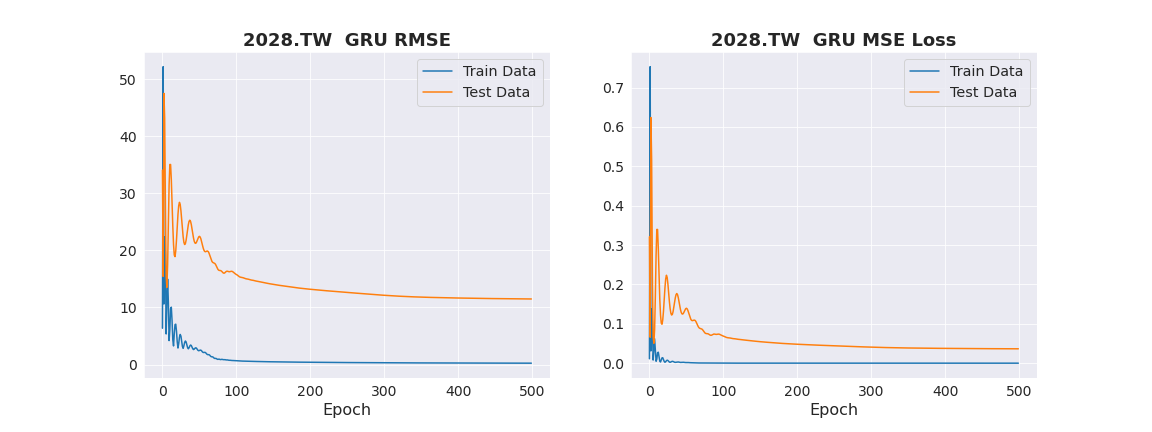 2028.TW  GRU RMSE
Train Data
Test Data
50
40
30
20
10
0
0 100 200 300 400 500
Epoch
2028.TW  GRU MSE Loss
Train Data
Test Data
0.7
0.6
0.5
0.4
0.3
0.2
0.1
0.0
0 100 200 300 400 500
Epoch